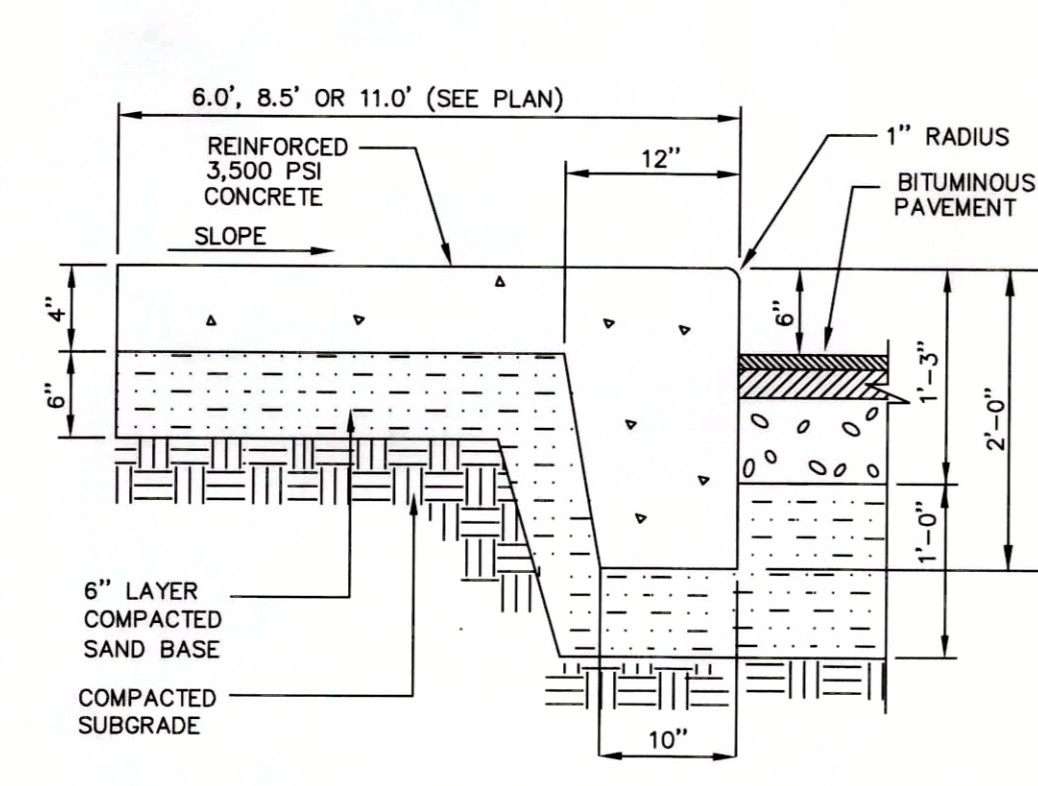 6.0', 8.5' OR 11.0' (SEE PLAN)
REINFORCED
3,500 PSI
CONCRETE
12"
1" RADIUS
BITUMINOUS
PAVEMENT
SLOPE
4"
6"
6"
1'-3"
2'-0"
1'-0"
6" LAYER
COMPACTED
SAND BASE
COMPACTED
SUBGRADE
10"